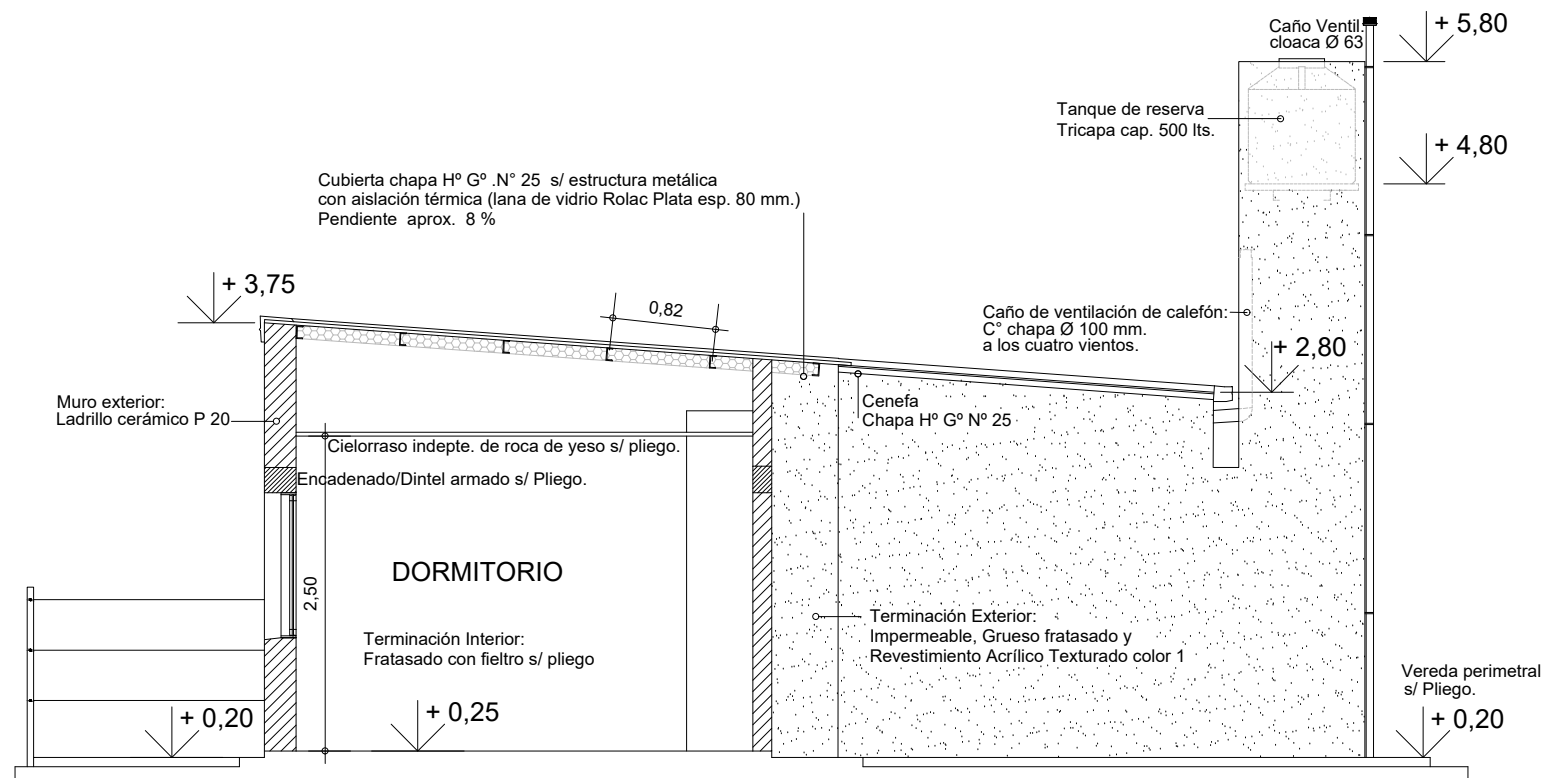 Caño Ventil.
cloaca Ø 63
+ 5,80
Tanque de reserva
Tricapa cap. 500 lts.
+ 4,80
Cubierta chapa Hº Gº .N° 25 s/ estructura metálica
con aislación térmica (lana de vidrio Rolac Plata esp. 80 mm.)
Pendiente aprox. 8 %
+ 3,75
0,82
Caño de ventilación de calefón:
C° chapa Ø 100 mm.
a los cuatro vientos.
+ 2,80
Muro exterior:
Ladrillo cerámico P 20
Cenefa
Chapa Hº Gº Nº 25
Cielorraso indepte. de roca de yeso s/ pliego.
Encadenado/Dintel armado s/ Pliego.
DORMITORIO
2,50
Terminación Interior:
Fratasado con fieltro s/ pliego
Terminación Exterior:
Impermeable, Grueso fratasado y
Revestimiento Acrílico Texturado color 1
Vereda perimetral
s/ Pliego.
+ 0,20
+ 0,25
+ 0,20